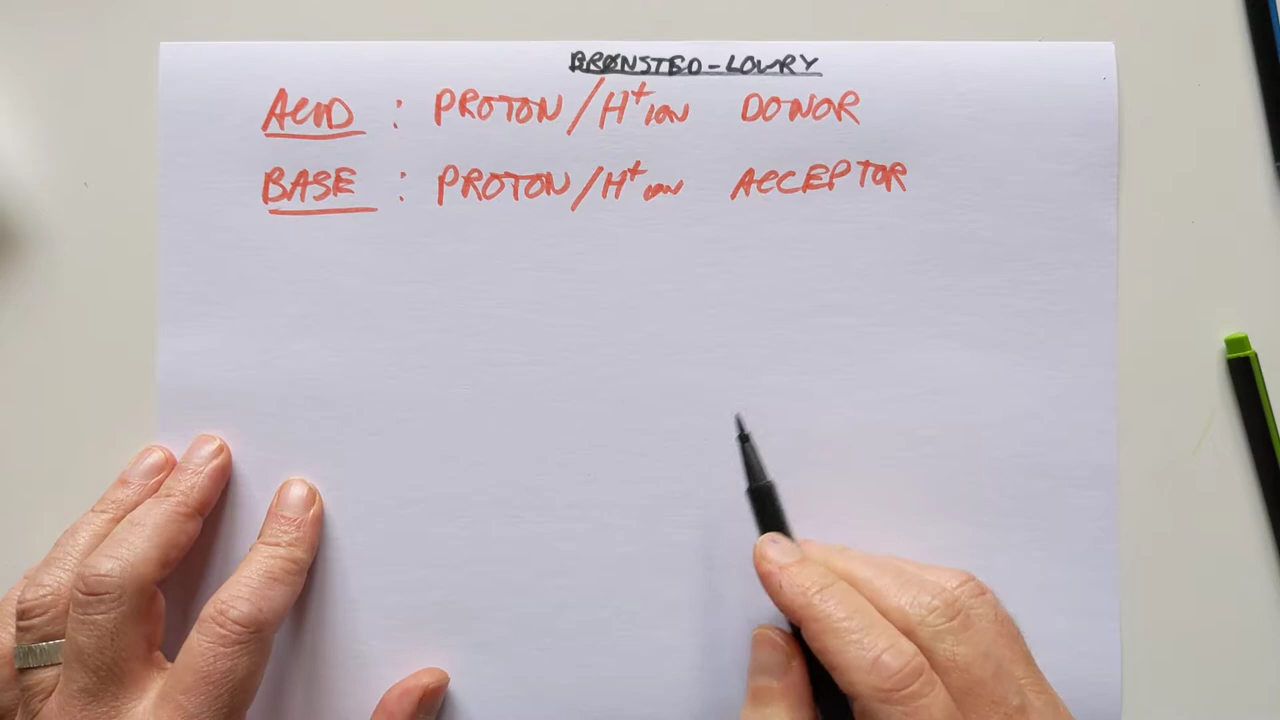 BRØNSTED-LOWRY
ACID : PROTON/H⁺ion DONOR
BASE : PROTON/H⁺ion ACCEPTOR